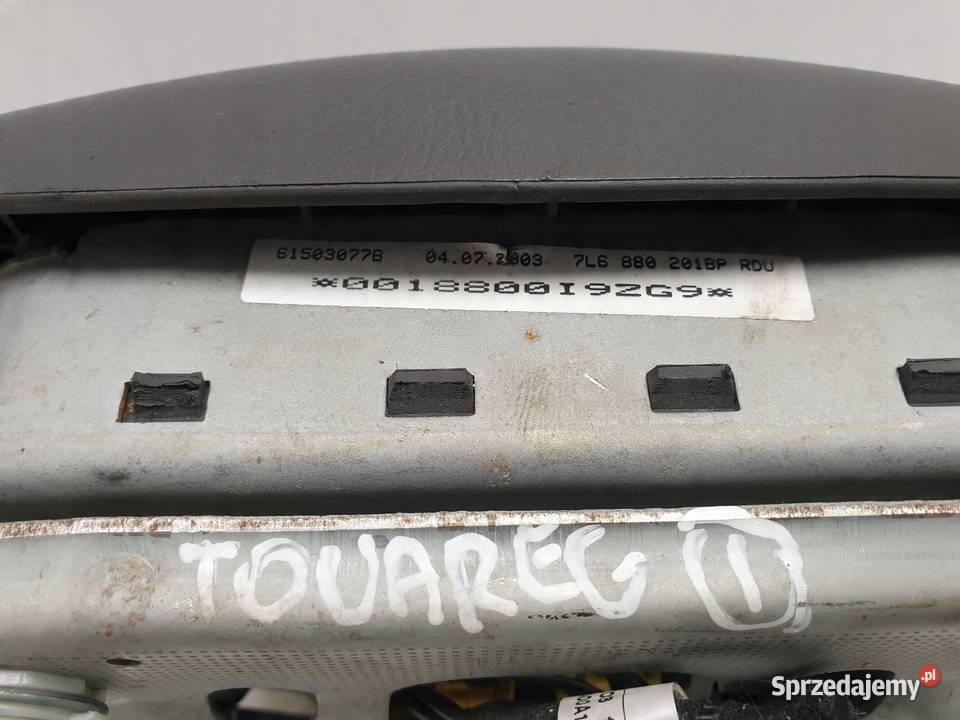 61503077B 04.07.2003 7L6 880 201BP RDU
*0018800I9ZG9*
TOUAREG 1
Sprzedajemy.pl